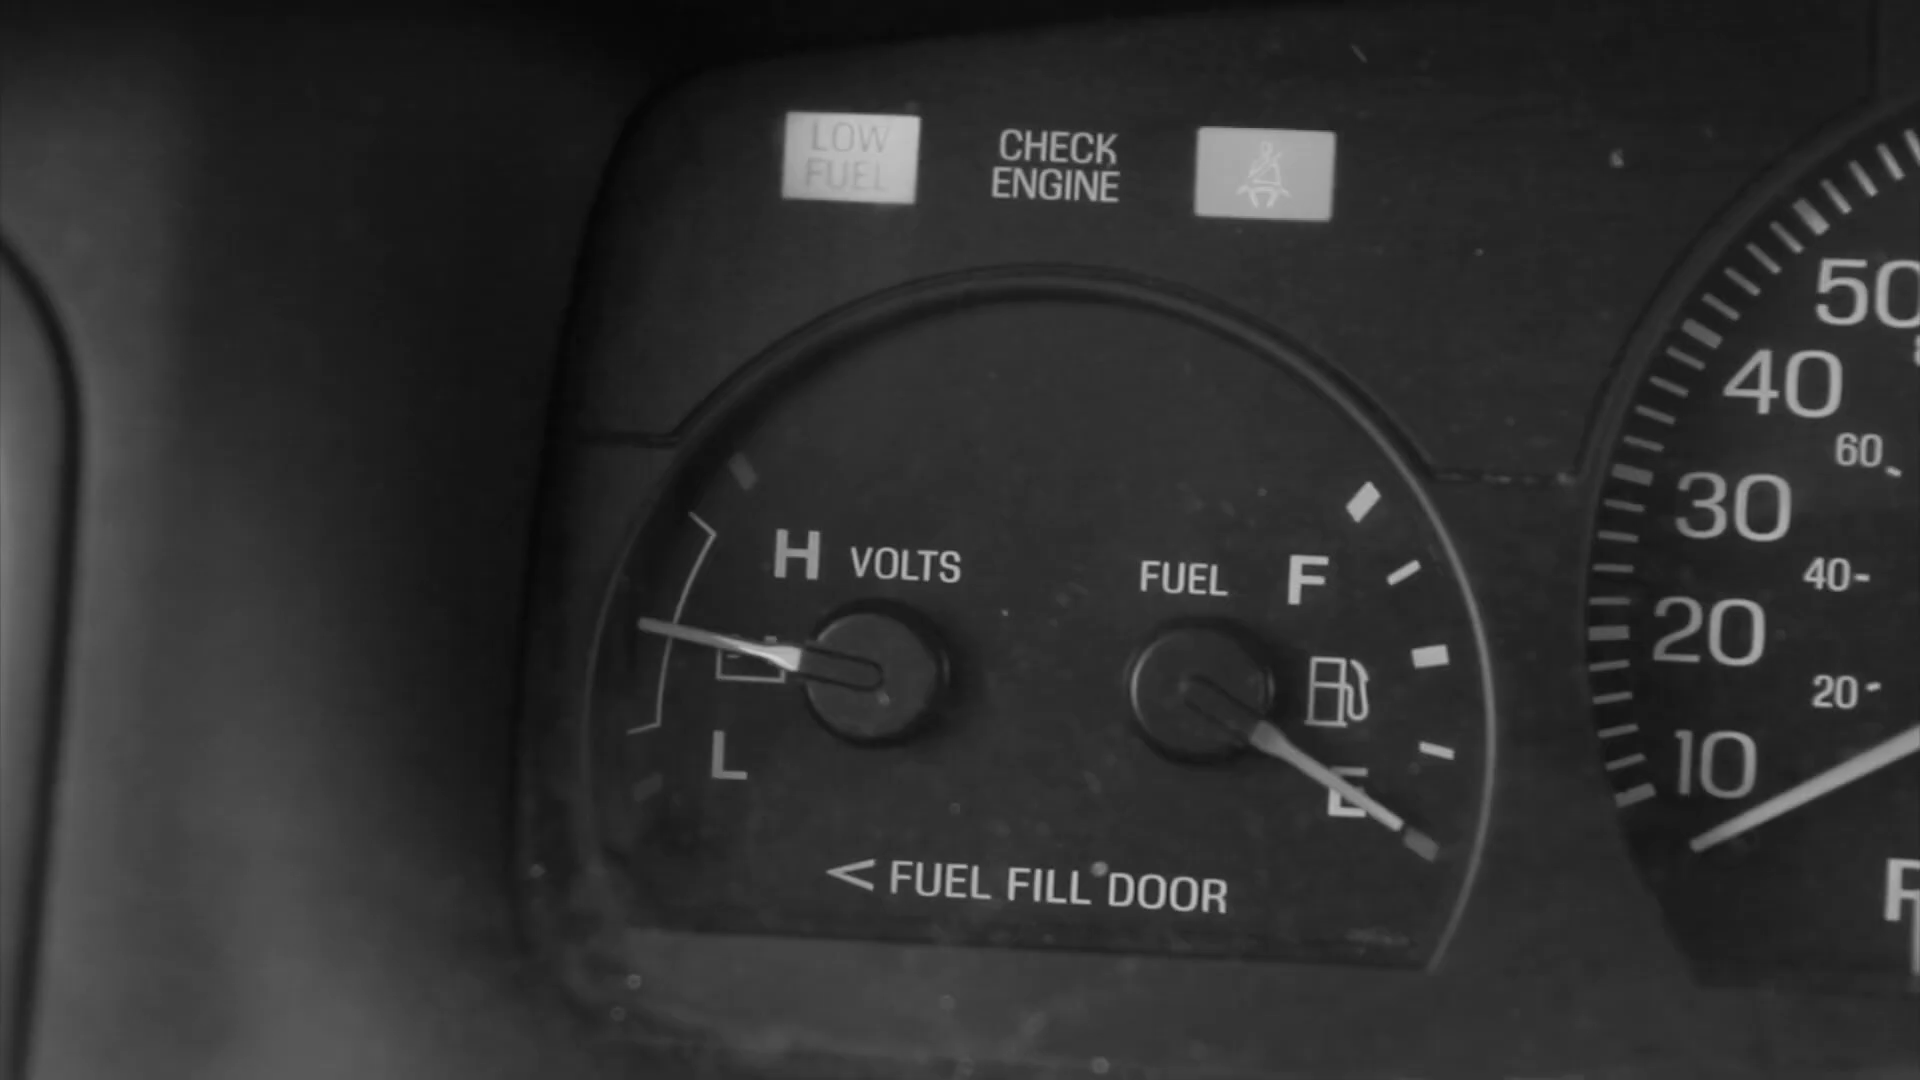 LOW
FUEL
CHECK
ENGINE
H VOLTS
L
FUEL F
E
< FUEL FILL DOOR
50
40
60
30
40
20
20
10